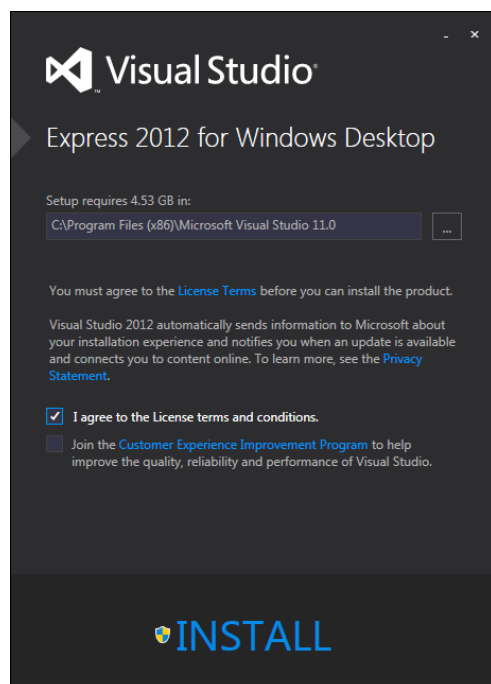 Visual Studio
™
Express 2012 for Windows Desktop
Setup requires 4.53 GB in:
C:\Program Files (x86)\Microsoft Visual Studio 11.0
...
You must agree to the License Terms before you can install the product.
Visual Studio 2012 automatically sends information to Microsoft about
your installation experience and notifies you when an update is available
and connects you to content online. To learn more, see the Privacy
Statement.
I agree to the License terms and conditions.
Join the Customer Experience Improvement Program to help
improve the quality, reliability and performance of Visual Studio.
INSTALL